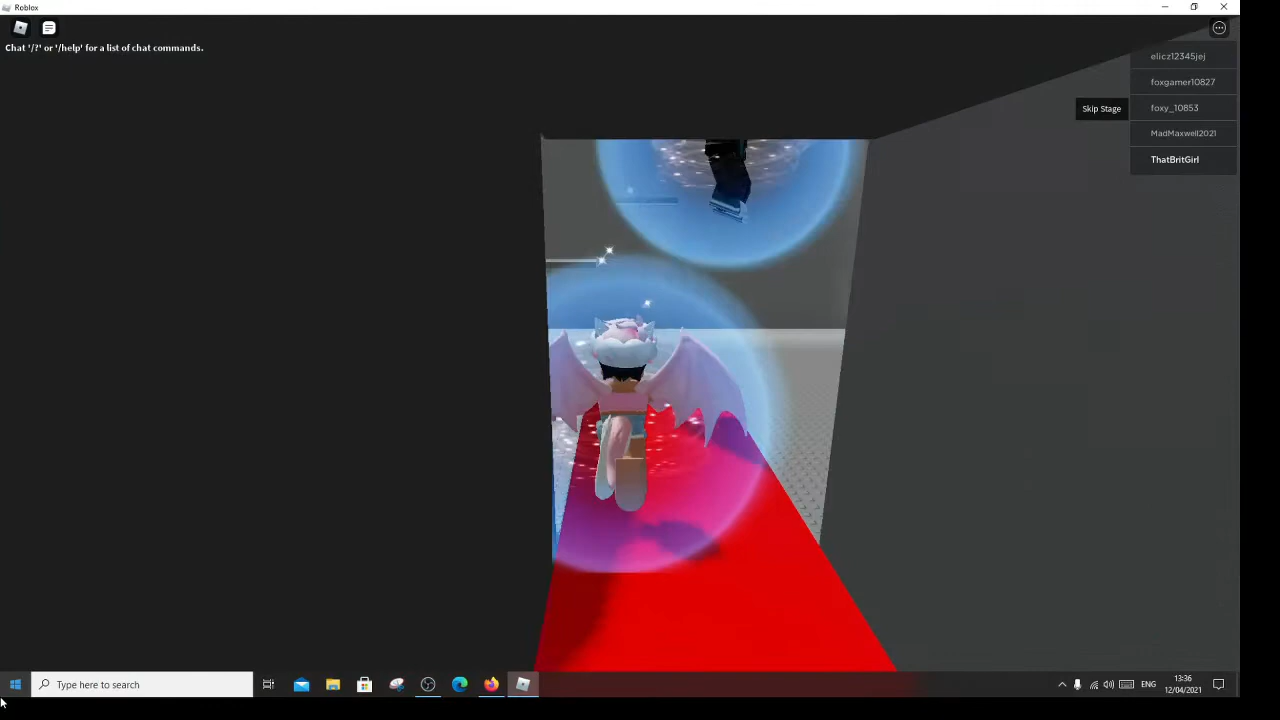 Roblox
Chat '/?' or '/help' for a list of chat commands.
elicz12345jej
foxgamer10827
Skip Stage
foxy_10853
MadMaxwell2021
ThatBritGirl
Type here to search
ENG
13:36
12/04/2021